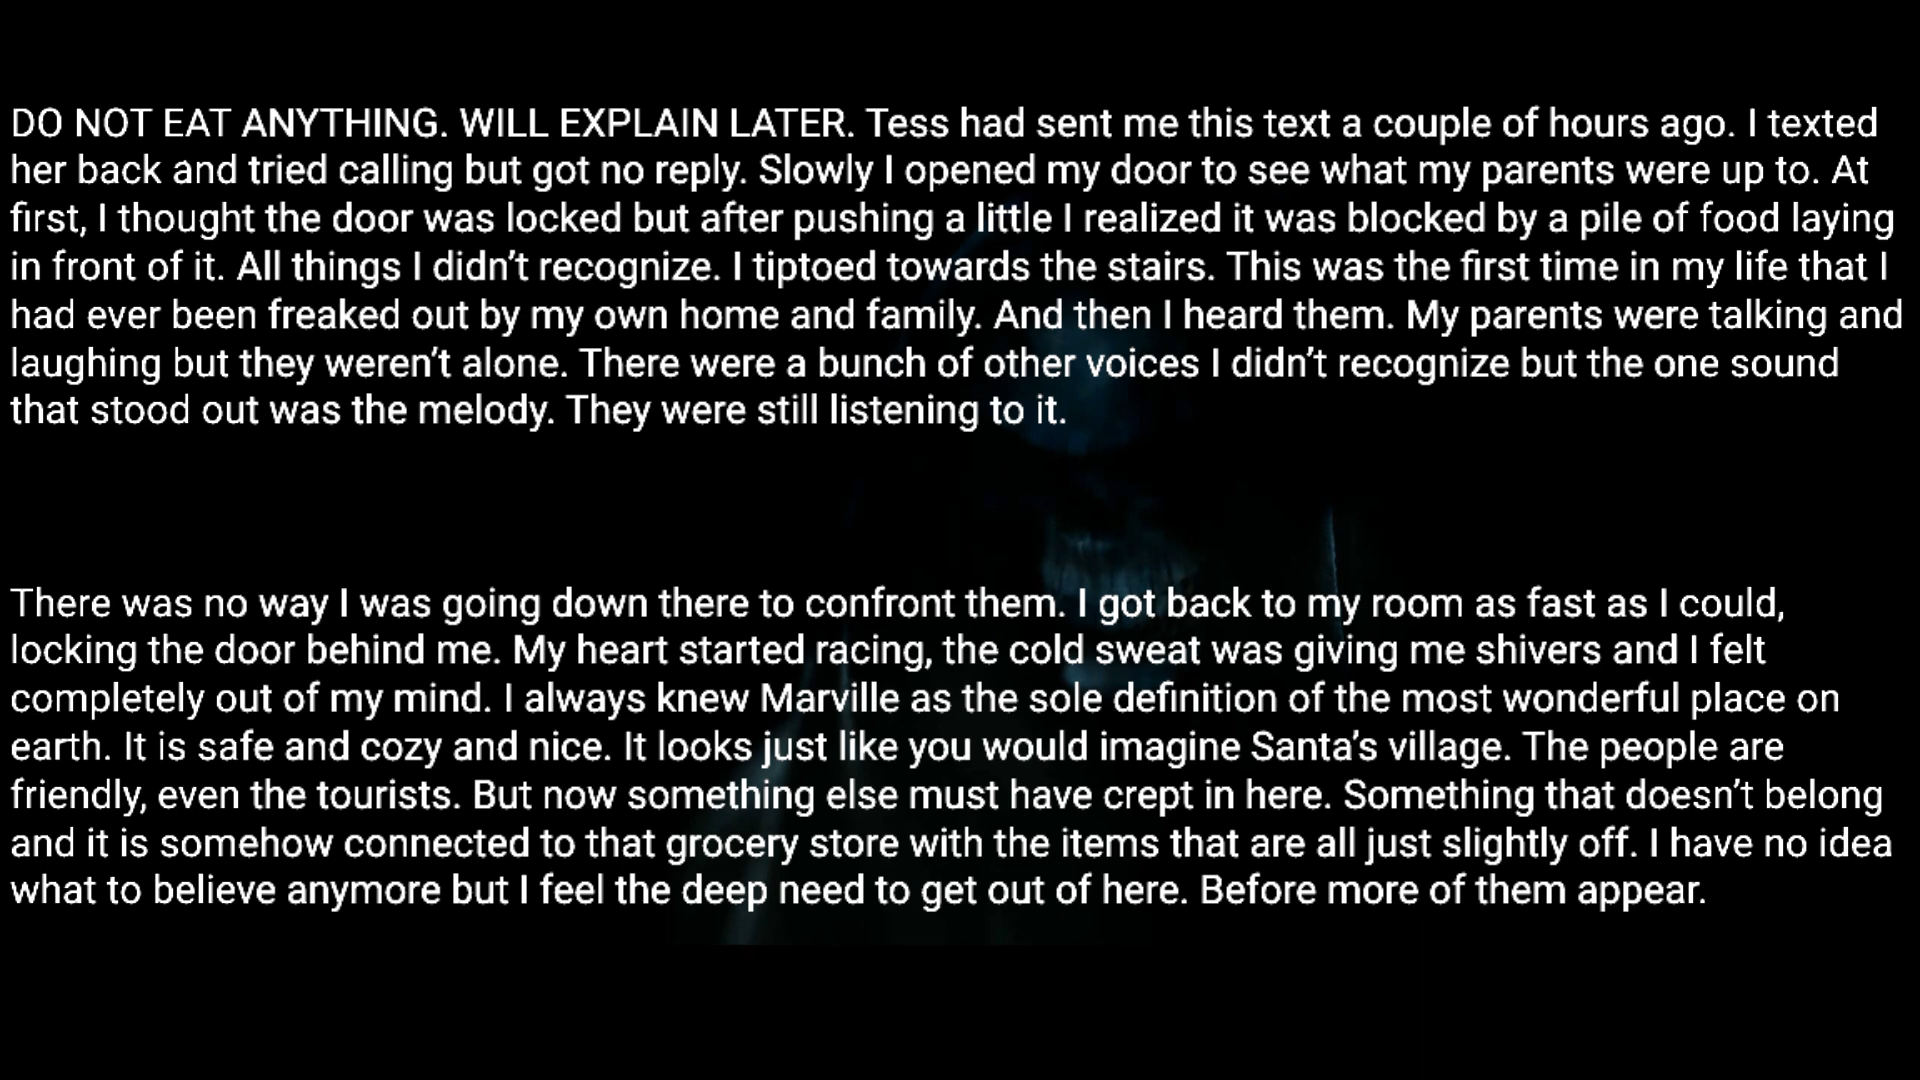 DO NOT EAT ANYTHING. WILL EXPLAIN LATER. Tess had sent me this text a couple of hours ago. I texted
her back and tried calling but got no reply. Slowly I opened my door to see what my parents were up to. At
first, I thought the door was locked but after pushing a little I realized it was blocked by a pile of food laying
in front of it. All things I didn’t recognize. I tiptoed towards the stairs. This was the first time in my life that I
had ever been freaked out by my own home and family. And then I heard them. My parents were talking and
laughing but they weren’t alone. There were a bunch of other voices I didn’t recognize but the one sound
that stood out was the melody. They were still listening to it.
There was no way I was going down there to confront them. I got back to my room as fast as I could,
locking the door behind me. My heart started racing, the cold sweat was giving me shivers and I felt
completely out of my mind. I always knew Marville as the sole definition of the most wonderful place on
earth. It is safe and cozy and nice. It looks just like you would imagine Santa’s village. The people are
friendly, even the tourists. But now something else must have crept in here. Something that doesn’t belong
and it is somehow connected to that grocery store with the items that are all just slightly off. I have no idea
what to believe anymore but I feel the deep need to get out of here. Before more of them appear.